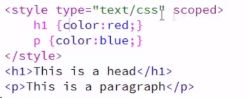 <style type="text/css" scoped>
h1 {color:red;}
p {color:blue;}
</style>
<h1>This is a head</h1>
<p>This is a paragraph</p>